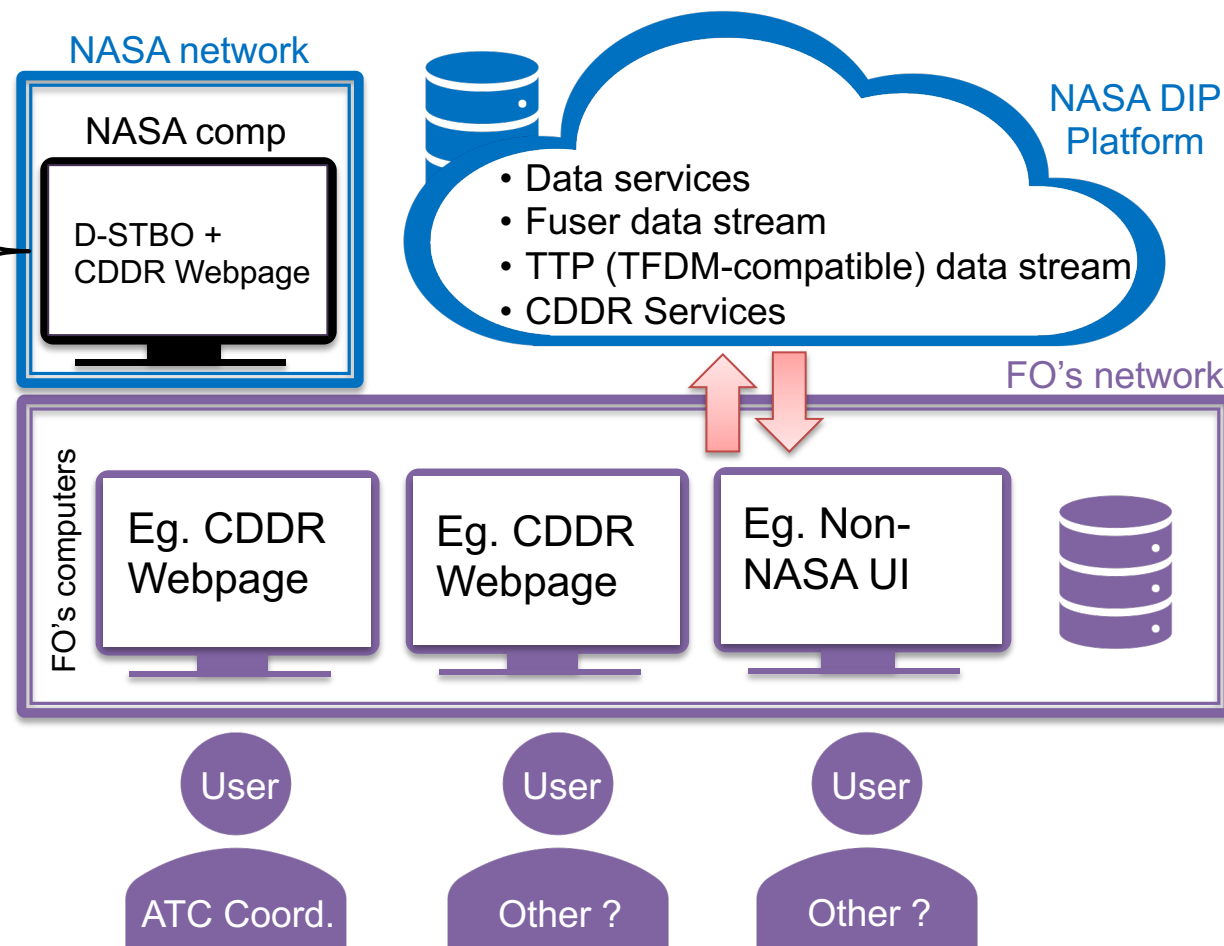 NASA network
NASA comp
D-STBO +
CDDR Webpage
NASA DIP
Platform
• Data services
• Fuser data stream
• TTP (TFDM-compatible) data stream
• CDDR Services
FO's network
FO's computers
Eg. CDDR
Webpage
Eg. CDDR
Webpage
Eg. Non-
NASA UI
User
ATC Coord.
User
Other ?
User
Other ?